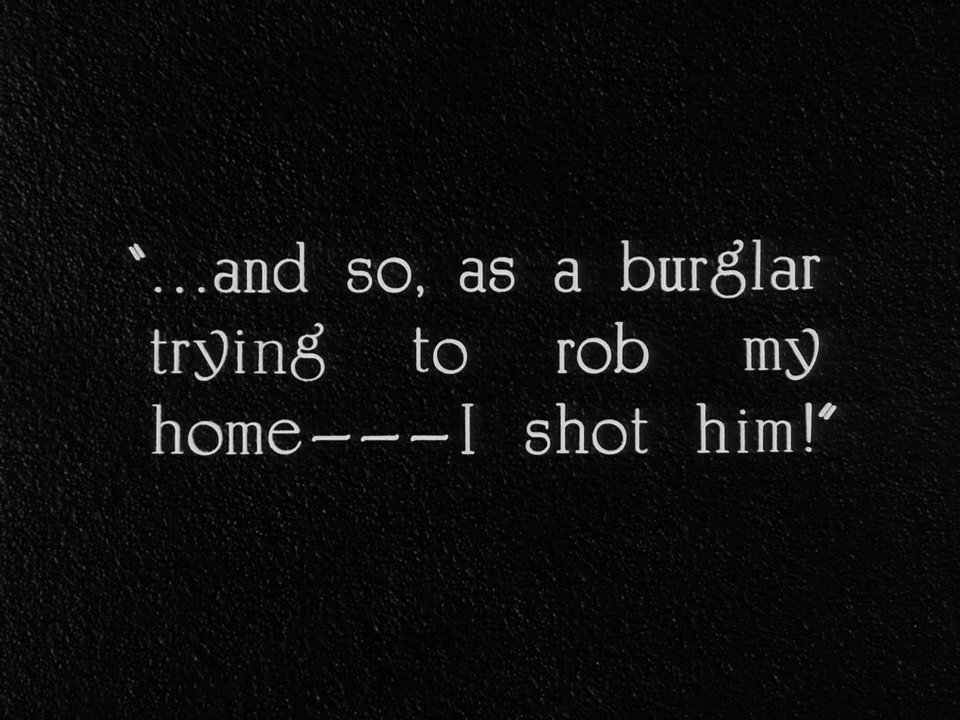 "...and so, as a burglar
trying to rob my
home---I shot him!"